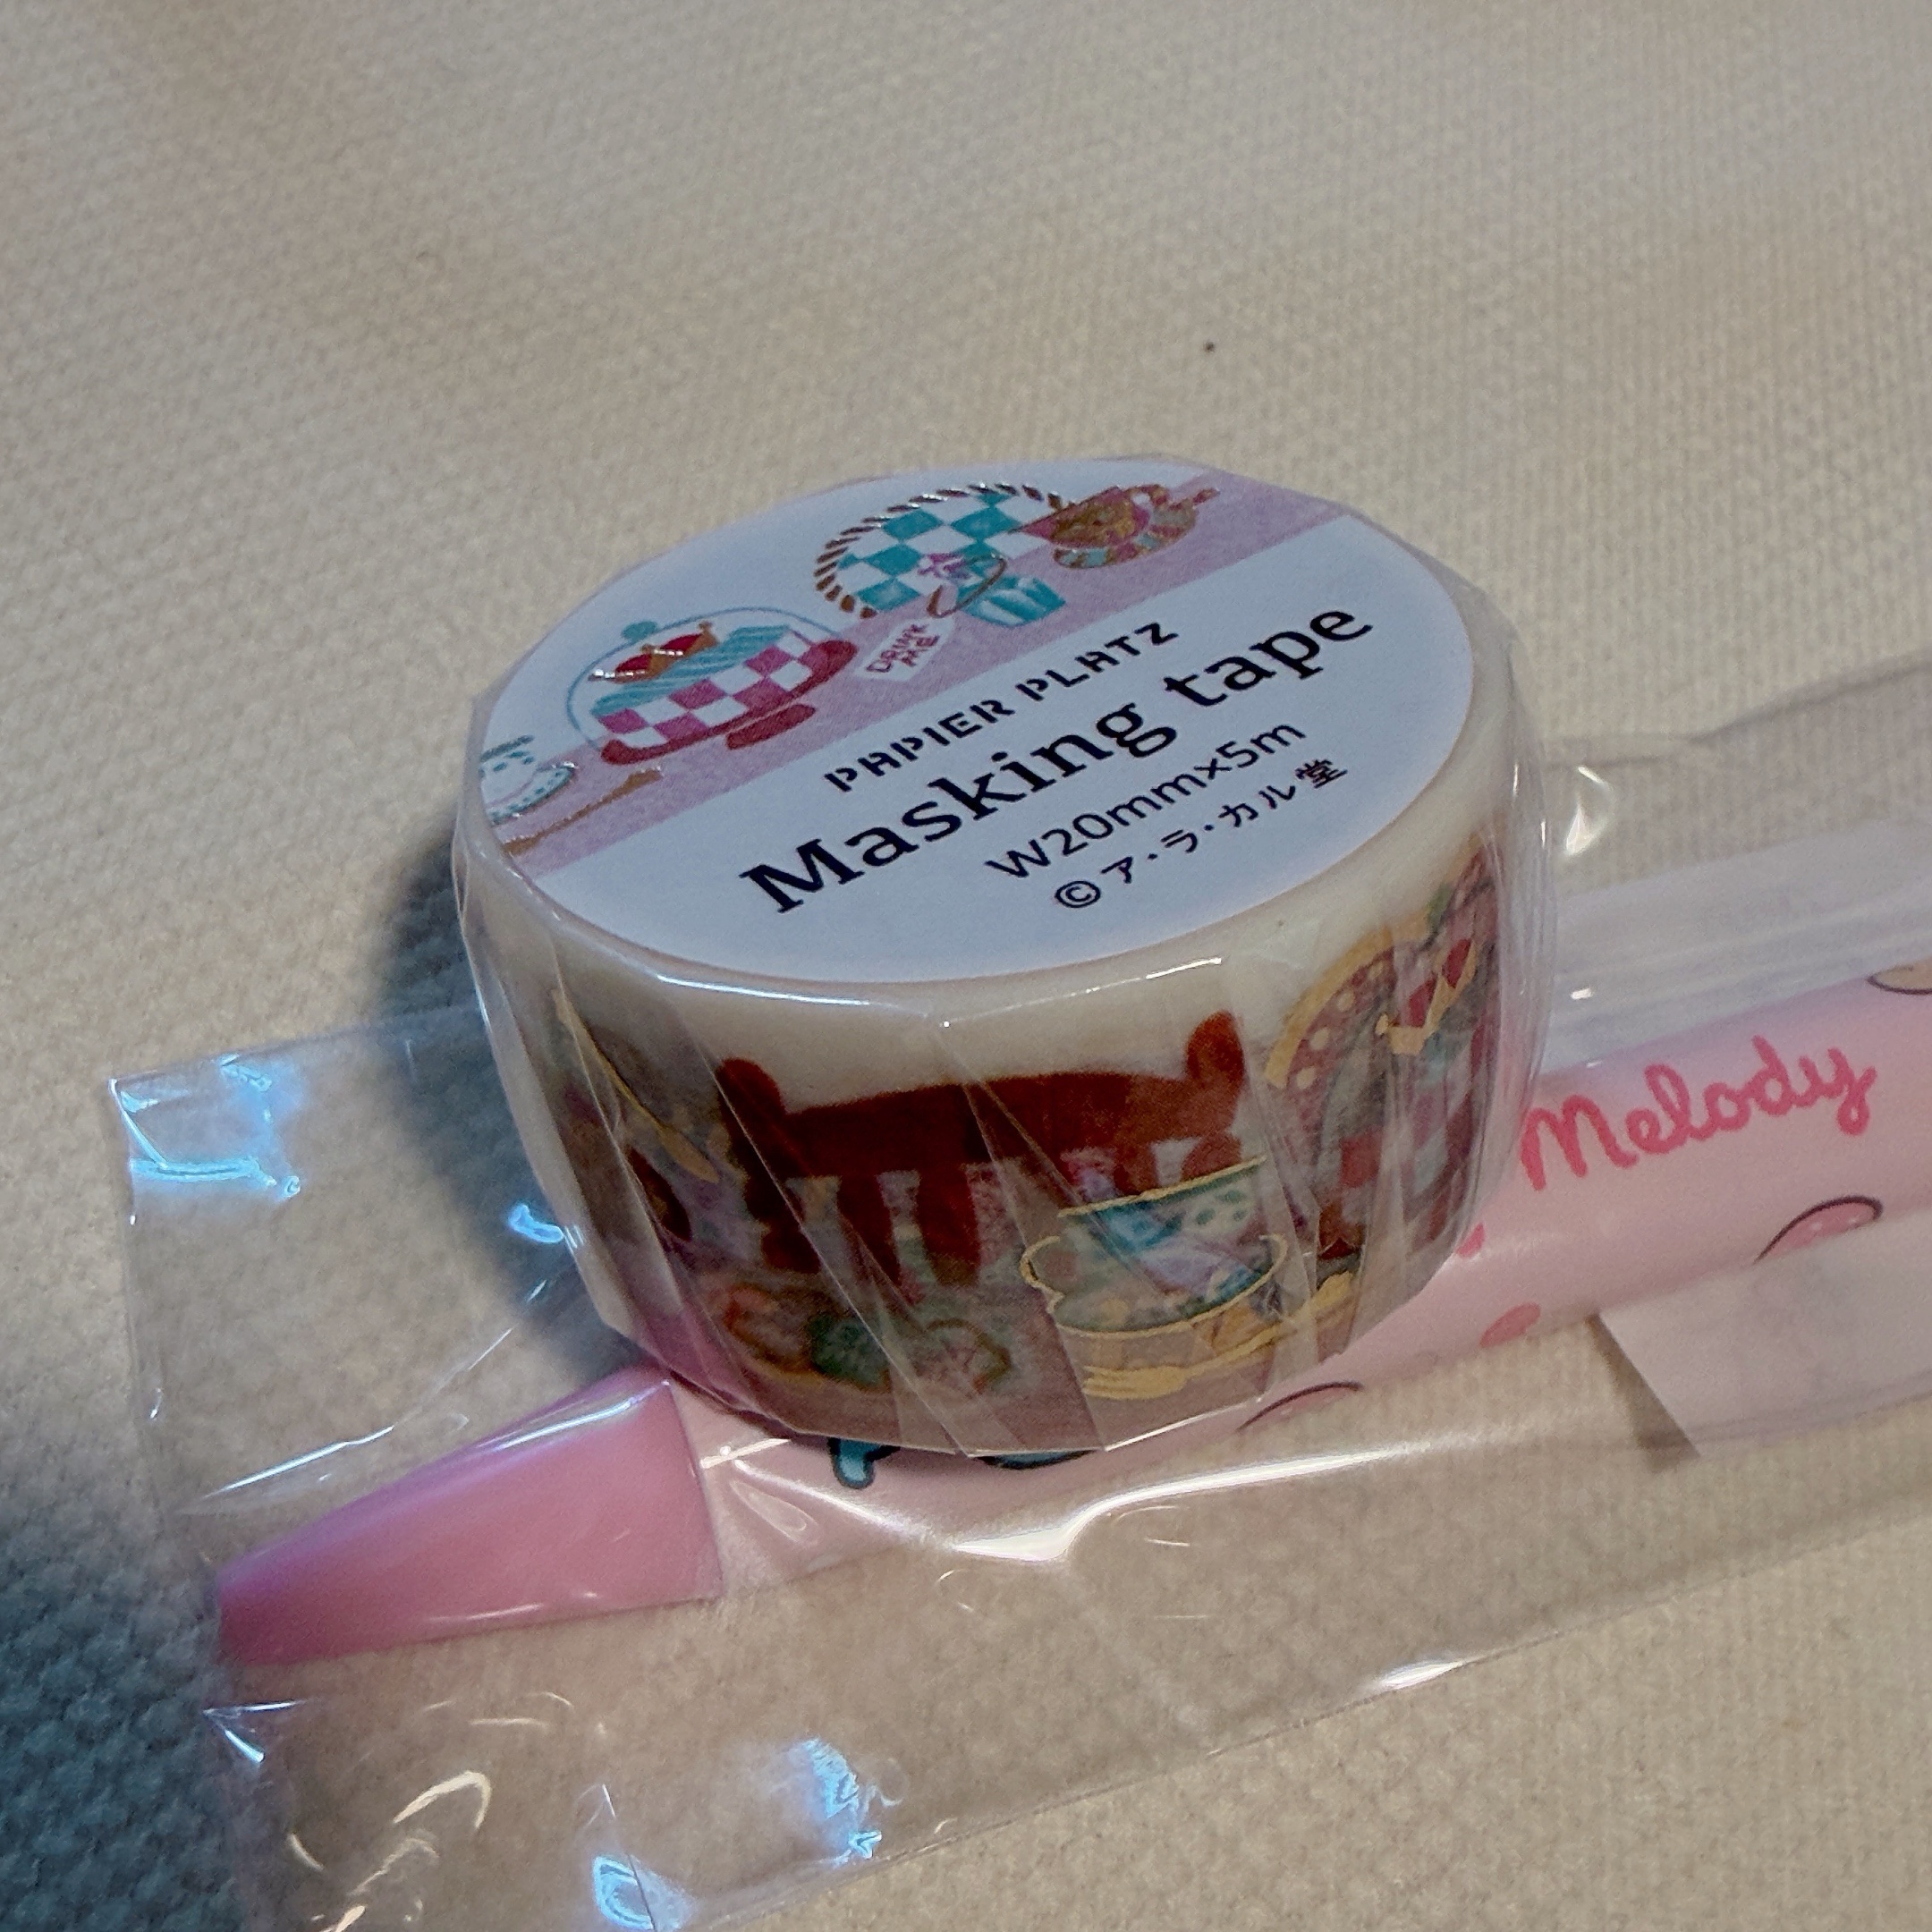 DRINK
ME
PAPIER PLATZ
Masking tape
W20mm×5m
©ア・ラ・カル堂
Melody